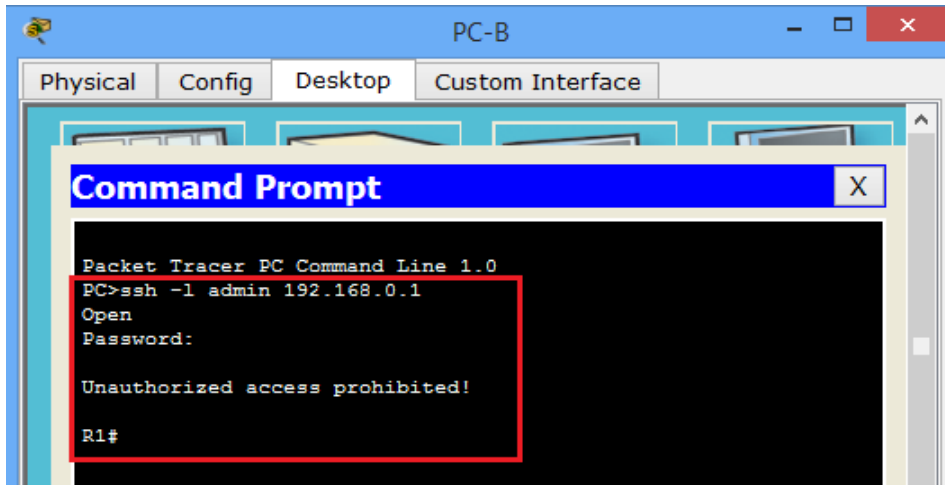 PC-B
Physical Config Desktop Custom Interface
Command Prompt
X
Packet Tracer PC Command Line 1.0
PC>ssh -l admin 192.168.0.1
Open
Password:
Unauthorized access prohibited!
R1#